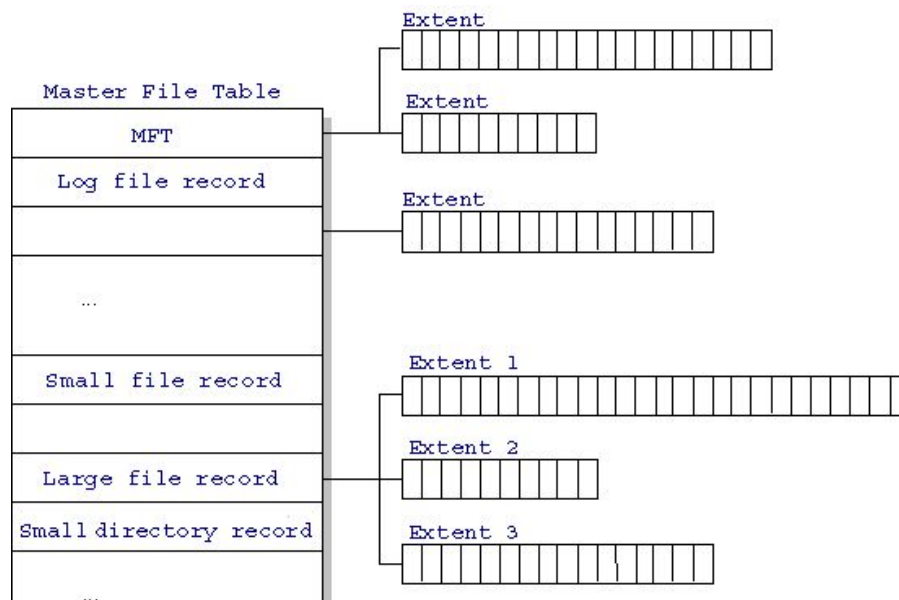 Extent
Master File Table
Extent
MFT
Log file record
Extent
...
Extent 1
Small file record
Extent 2
Large file record
Small directory record
Extent 3
...